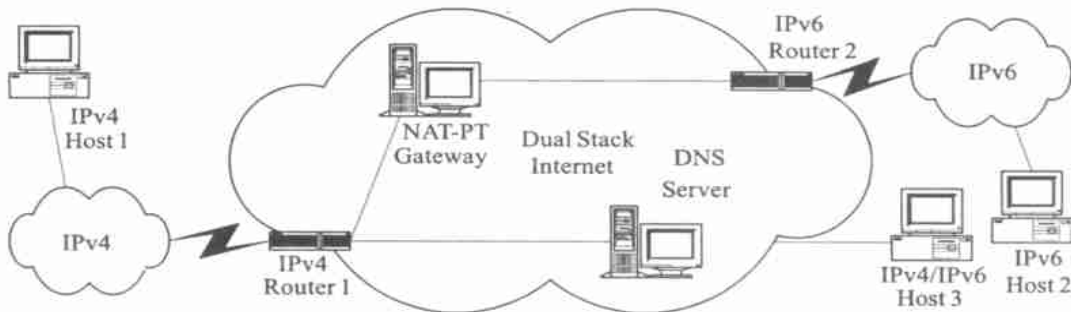 IPv4
Host 1
IPv4
IPv4
Router 1
NAT-PT
Gateway
Dual Stack
Internet
DNS
Server
IPv6
Router 2
IPv6
IPv4/IPv6
Host 3
IPv6
Host 2